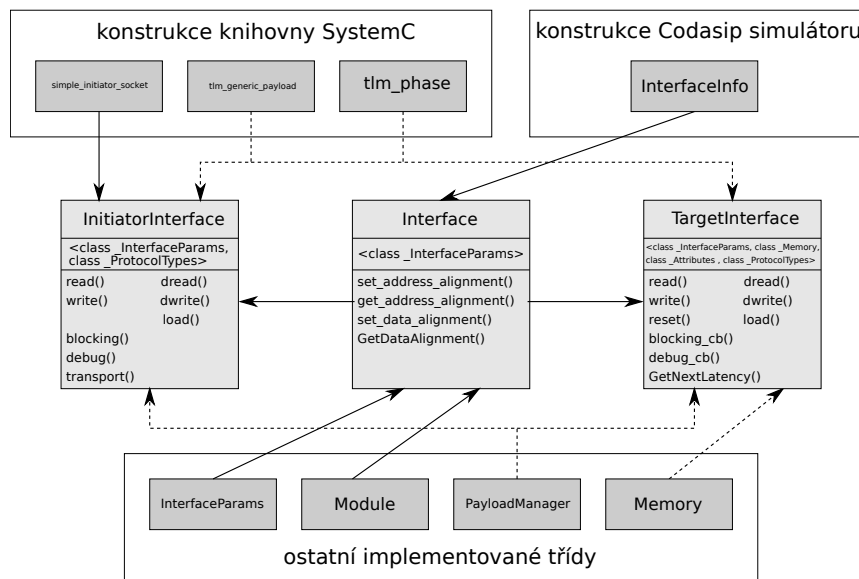 konstrukce knihovny SystemC
simple_initiator_socket
tlm_generic_payload
tlm_phase
konstrukce Codasip simulátoru
InterfaceInfo
InitiatorInterface
<class _InterfaceParams,
class _ProtocolTypes>
read() dread()
write() dwrite()
load()
blocking()
debug()
transport()
Interface
<class _InterfaceParams>
set_address_alignment()
get_address_alignment()
set_data_alignment()
GetDataAlignment()
TargetInterface
<class _InterfaceParams, class _Memory,
class _Attributes , class _ProtocolTypes>
read() dread()
write() dwrite()
reset() load()
blocking_cb()
debug_cb()
GetNextLatency()
InterfaceParams
Module
PayloadManager
Memory
ostatní implementované třídy